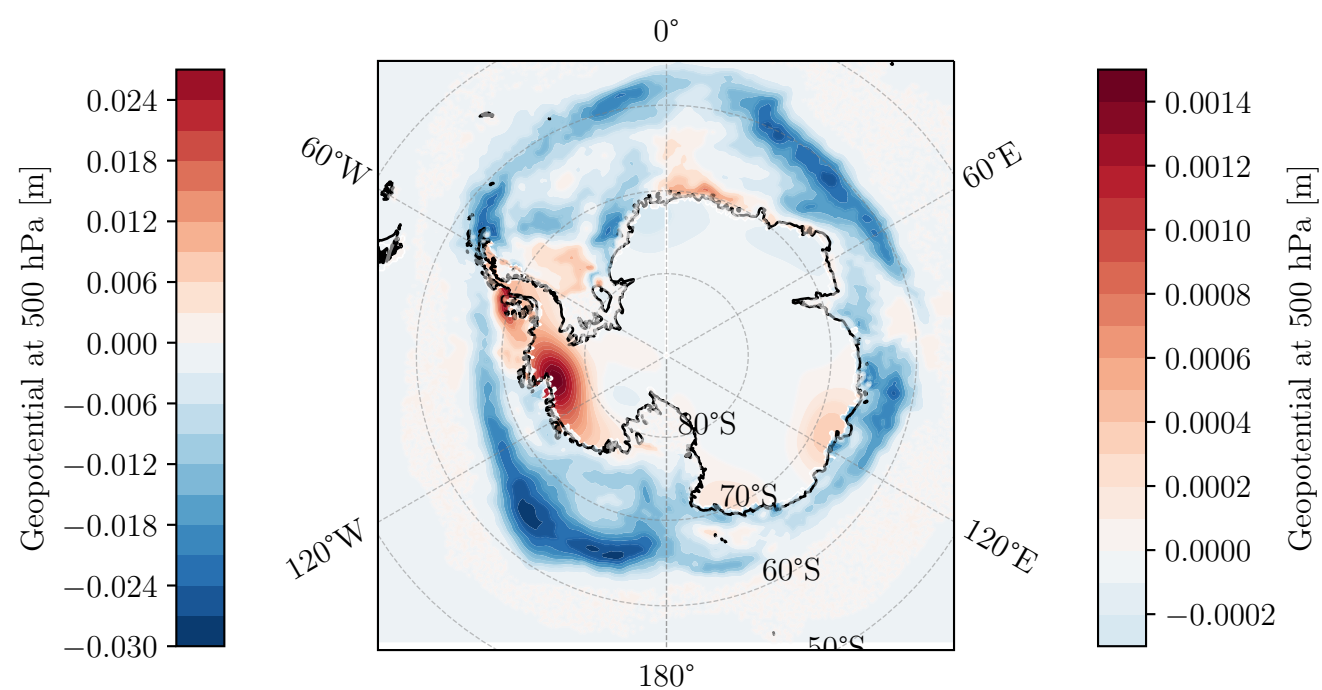 0°
60°W
60°E
120°W
120°E
180°
80°S
70°S
60°S
50°S
Geopotential at 500 hPa [m]
0.024
0.018
0.012
0.006
0.000
−0.006
−0.012
−0.018
−0.024
−0.030
0.0014
0.0012
0.0010
0.0008
0.0006
0.0004
0.0002
0.0000
−0.0002
Geopotential at 500 hPa [m]